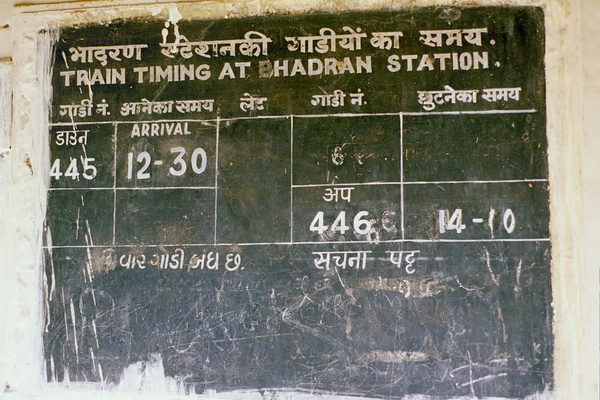 भादरण स्टेशनकी गाडीयों का समय.
TRAIN TIMING AT BHADRAN STATION.
गाडी नं. आनेका समय लेट गाडी नं. छुटनेका समय
डाउन ARRIVAL
445 12-30 6
अप
446 14-10
વાર ગાડી બંધ છે. सूचना पट्ट